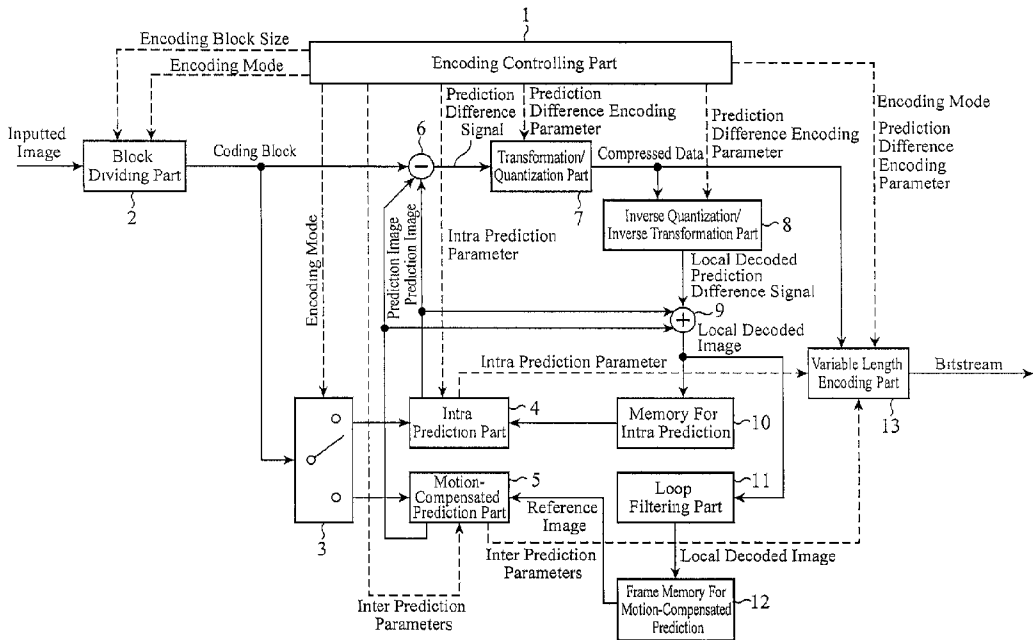 1
Encoding Block Size
Encoding Mode
Encoding Controlling Part
Prediction
Difference
Signal
Prediction
Difference Encoding
Parameter
Prediction
Difference Encoding
Parameter
Encoding Mode
Prediction
Difference
Encoding
Parameter
Inputted
Image
Block
Dividing Part
2
Coding Block
6
−
Transformation/
Quantization Part
7
Compressed Data
Inverse Quantization/
Inverse Transformation Part
8
Encoding Mode
Prediction Image
Prediction Image
Intra Prediction
Parameter
Local Decoded
Prediction
Difference Signal
9
+
Local Decoded
Image
Intra Prediction Parameter
Variable Length
Encoding Part
13
Bitstream
3
Intra
Prediction Part
4
Memory For
Intra Prediction
10
Motion-
Compensated
Prediction Part
5
Reference
Image
Loop
Filtering Part
11
Inter Prediction
Parameters
Local Decoded Image
Inter Prediction
Parameters
Frame Memory For
Motion-Compensated
Prediction
12